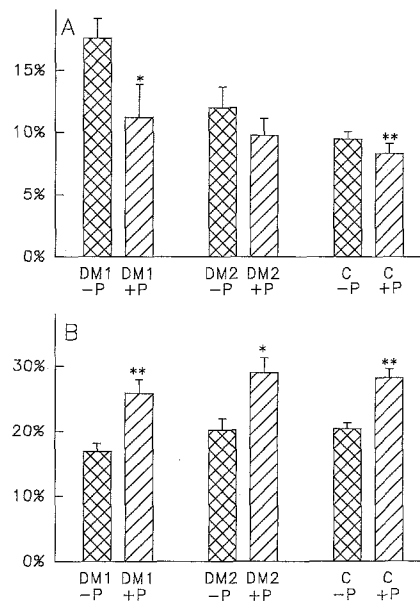 A
15%
*
10%
**
5%
0%
DM1 DM1 DM2 DM2 C C
-P +P -P +P -P +P
B
30%
** * **
20%
10%
0%
DM1 DM1 DM2 DM2 C C
-P +P -P +P -P +P